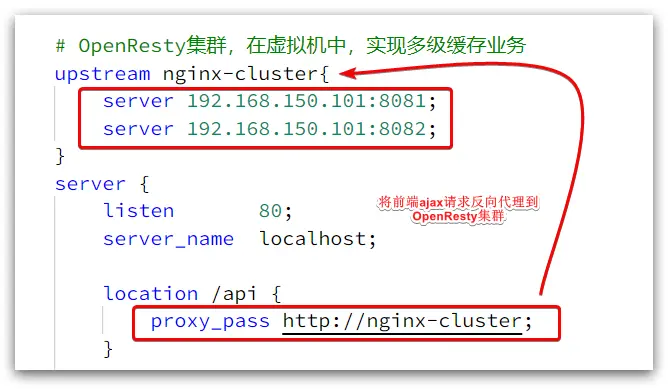 # OpenResty集群，在虚拟机中，实现多级缓存业务
upstream nginx-cluster{
server 192.168.150.101:8081;
server 192.168.150.101:8082;
}
server {
listen 80;
server_name localhost;
将前端ajax请求反向代理到
OpenResty集群
location /api {
proxy_pass http://nginx-cluster;
}